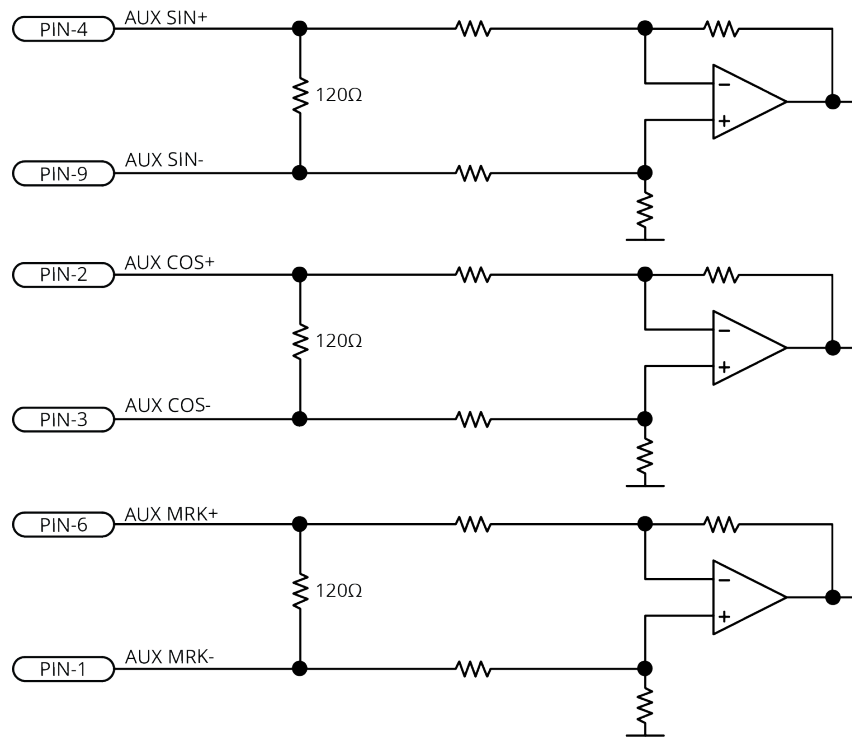 AUX SIN+
PIN-4
120Ω
AUX SIN-
PIN-9
AUX COS+
PIN-2
120Ω
AUX COS-
PIN-3
AUX MRK+
PIN-6
120Ω
AUX MRK-
PIN-1